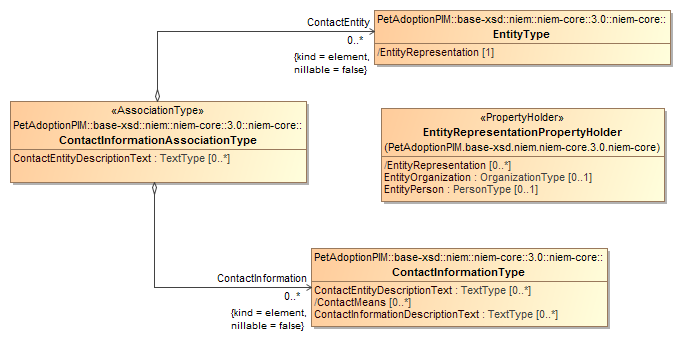 ContactEntity
0..*
{kind = element,
nillable = false}
PetAdoptionPIM::base-xsd::niem::niem-core::3.0::niem-core::
EntityType
/EntityRepresentation [1]
«AssociationType»
PetAdoptionPIM::base-xsd::niem::niem-core::3.0::niem-core::
ContactInformationAssociationType
ContactEntityDescriptionText : TextType [0..*]
«PropertyHolder»
EntityRepresentationPropertyHolder
(PetAdoptionPIM.base-xsd.niem.niem-core.3.0.niem-core)
/EntityRepresentation [0..*]
EntityOrganization : OrganizationType [0..1]
EntityPerson : PersonType [0..1]
ContactInformation
0..*
{kind = element,
nillable = false}
PetAdoptionPIM::base-xsd::niem::niem-core::3.0::niem-core::
ContactInformationType
ContactEntityDescriptionText : TextType [0..*]
/ContactMeans [0..*]
ContactInformationDescriptionText : TextType [0..*]